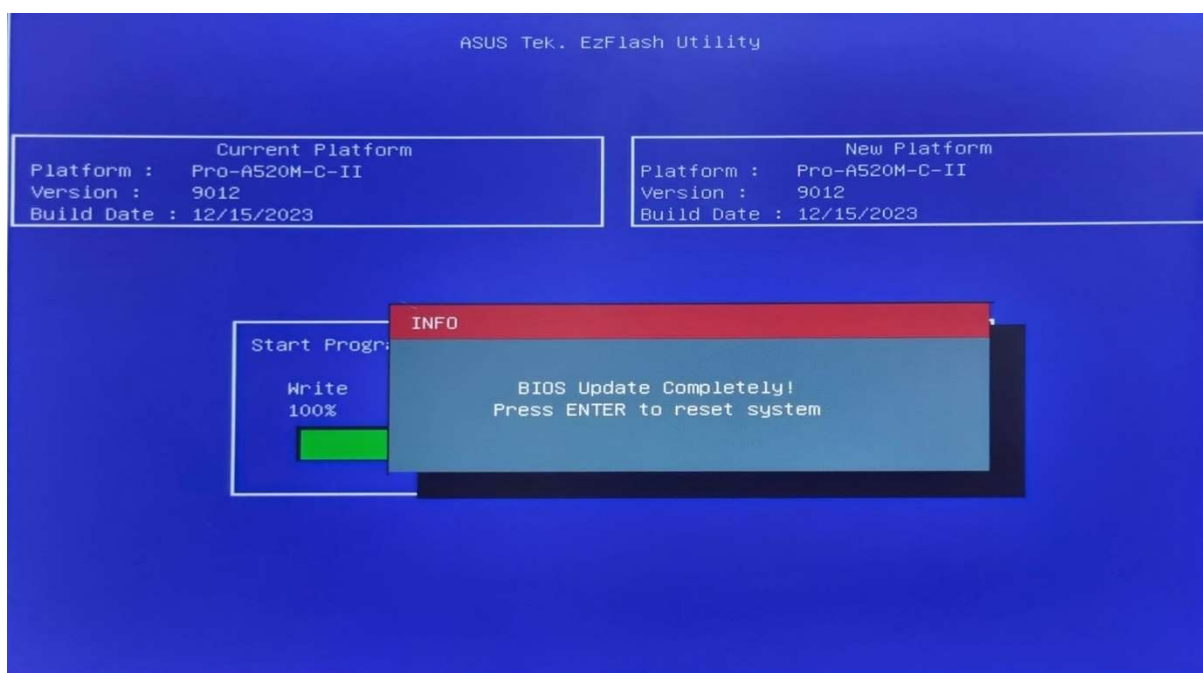 ASUS Tek. EzFlash Utility
Current Platform
Platform : Pro-A520M-C-II
Version : 9012
Build Date : 12/15/2023
New Platform
Platform : Pro-A520M-C-II
Version : 9012
Build Date : 12/15/2023
INFO
Start Progr
Write
100%
BIOS Update Completely!
Press ENTER to reset system